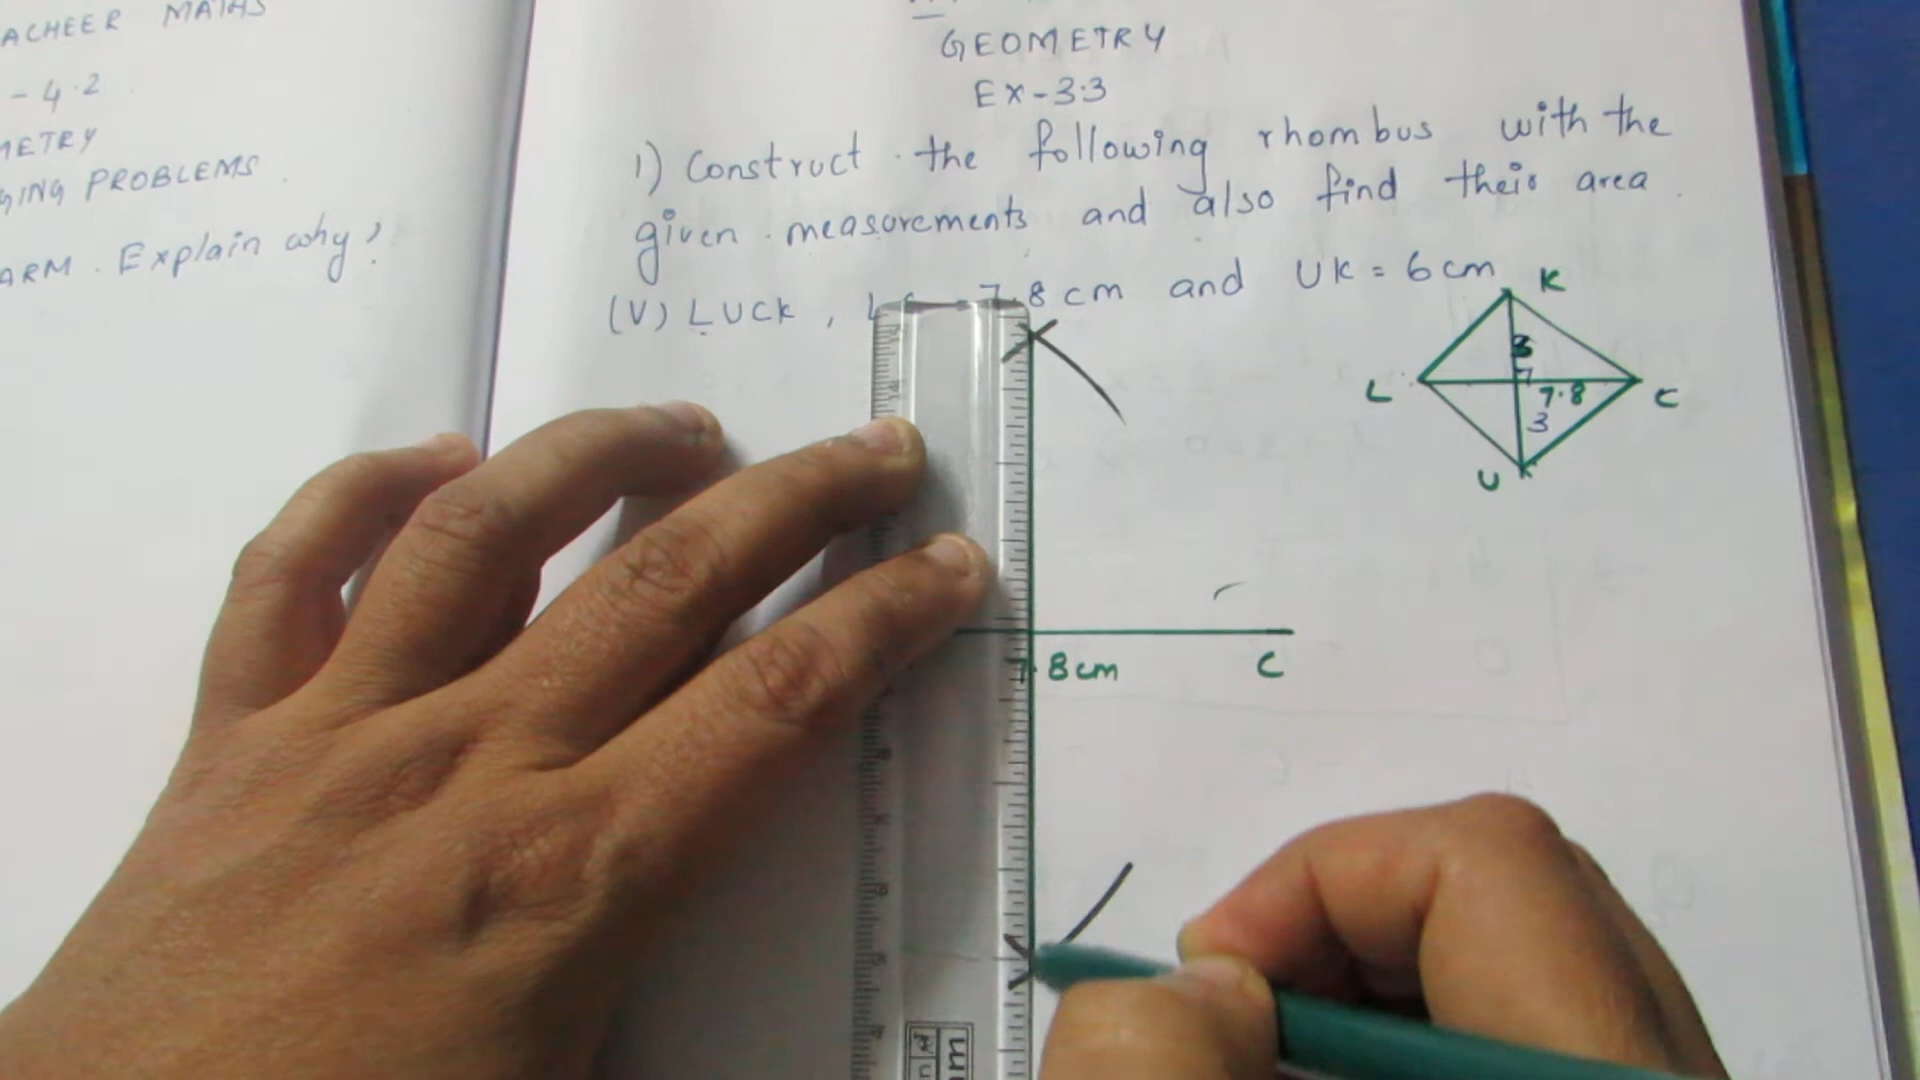 ACHEER MATHS
- 4.2
METRY
GING PROBLEMS
ARM. Explain why?
GEOMETRY
EX-3.3
1) Construct the following rhombus with the
given measurements and also find their area.
(V) LUCK, 7.8 cm and UK = 6 cm
K
3
L
7.8
C
3
U
7.8cm
C